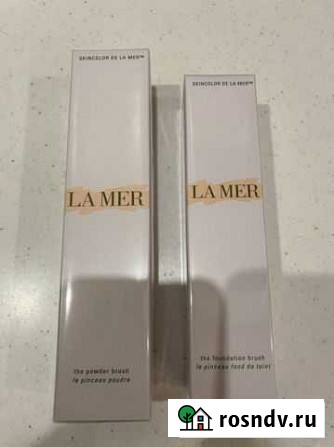 SKINCOLOR DE LA MER™
LA MER
the powder brush
le pinceau poudre
SKINCOLOR DE LA MER™
LA MER
the foundation brush
le pinceau fond de teint
rosndv.ru